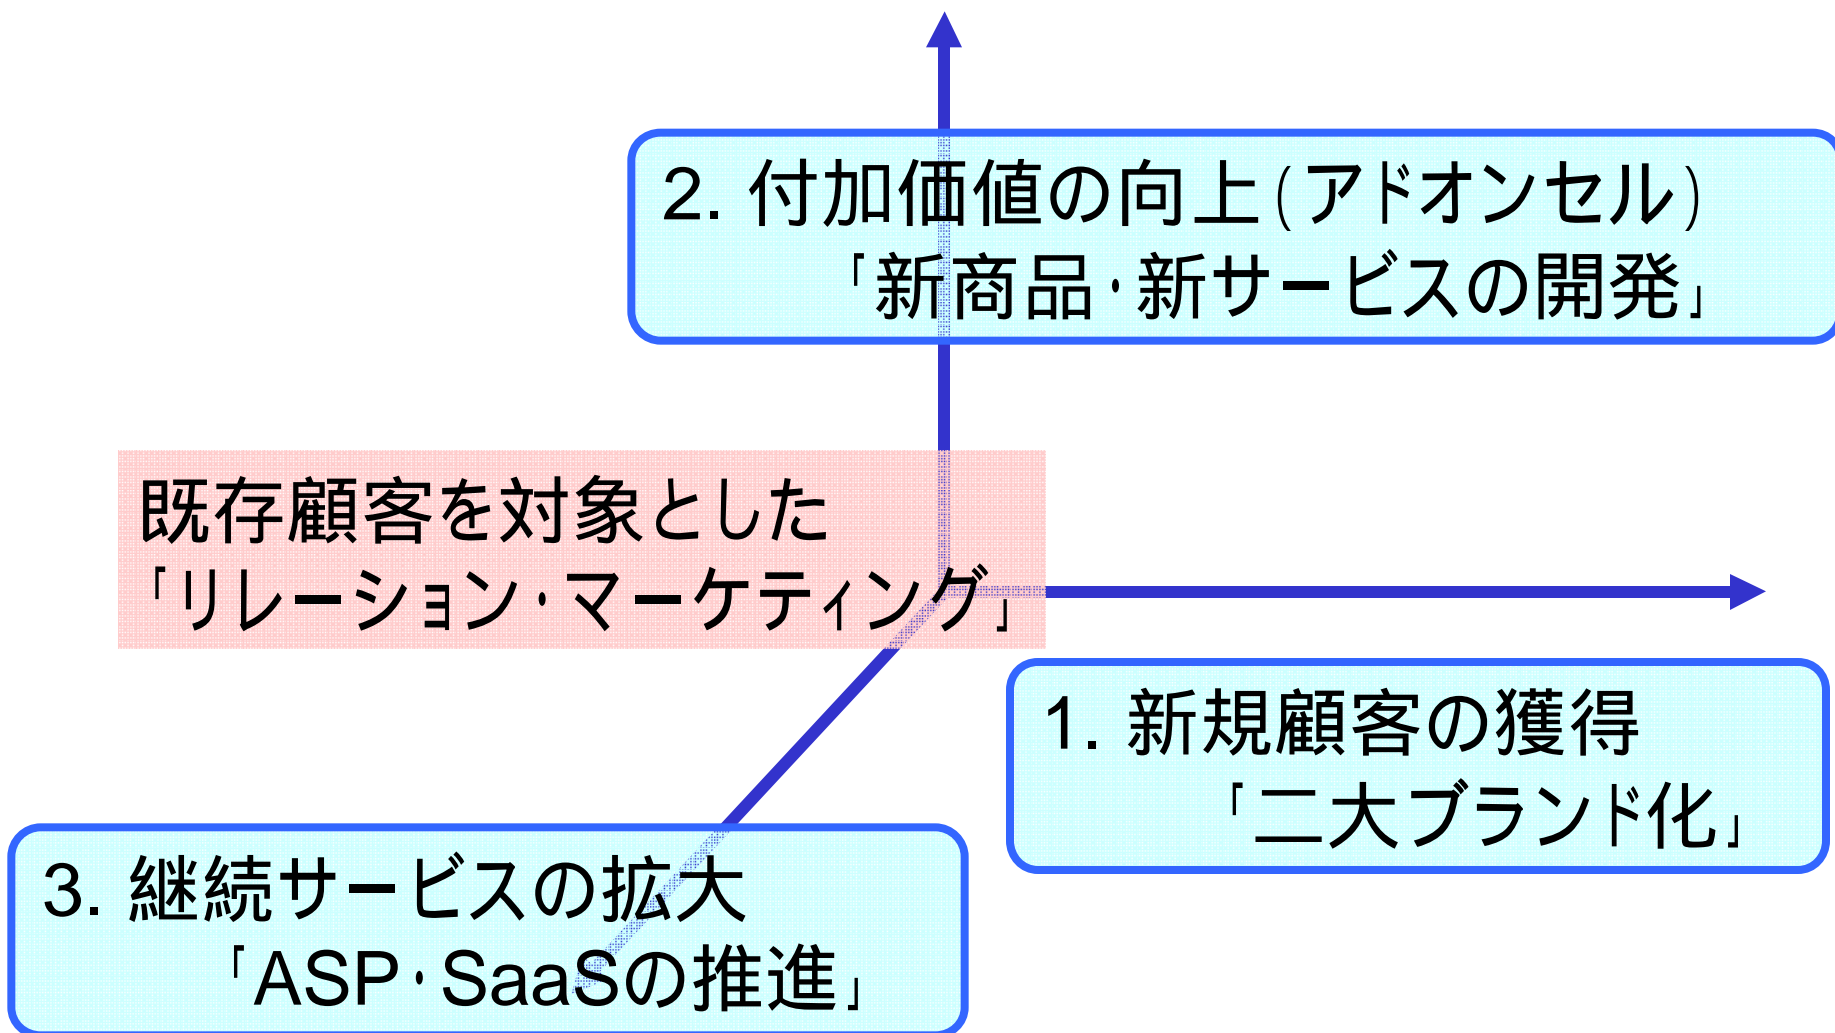 2. 付加価値の向上(アドオンセル)
「新商品・新サービスの開発」
既存顧客を対象とした
「リレーション・マーケティング」
1. 新規顧客の獲得
「二大ブランド化」
3. 継続サービスの拡大
「ASP・SaaSの推進」